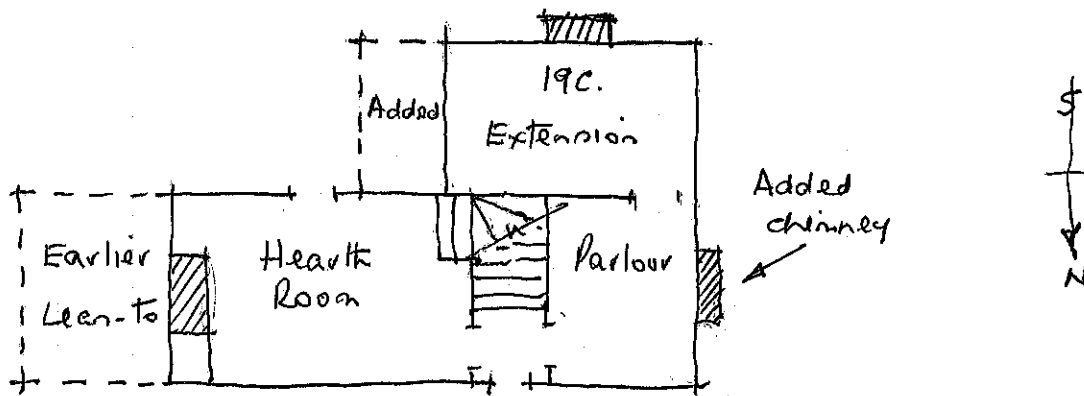 19C.
Extension
Added
S
Added
chimney
Earlier
Lean-to
Hearth
Room
Parlour
N